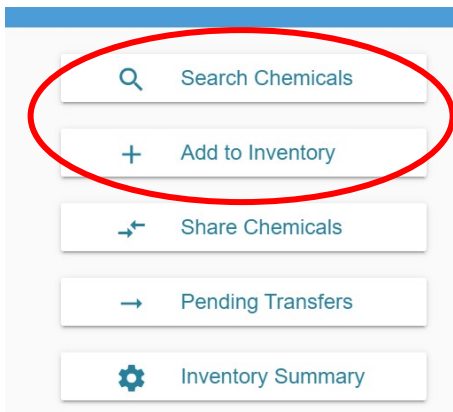 Search Chemicals
Add to Inventory
Share Chemicals
Pending Transfers
Inventory Summary